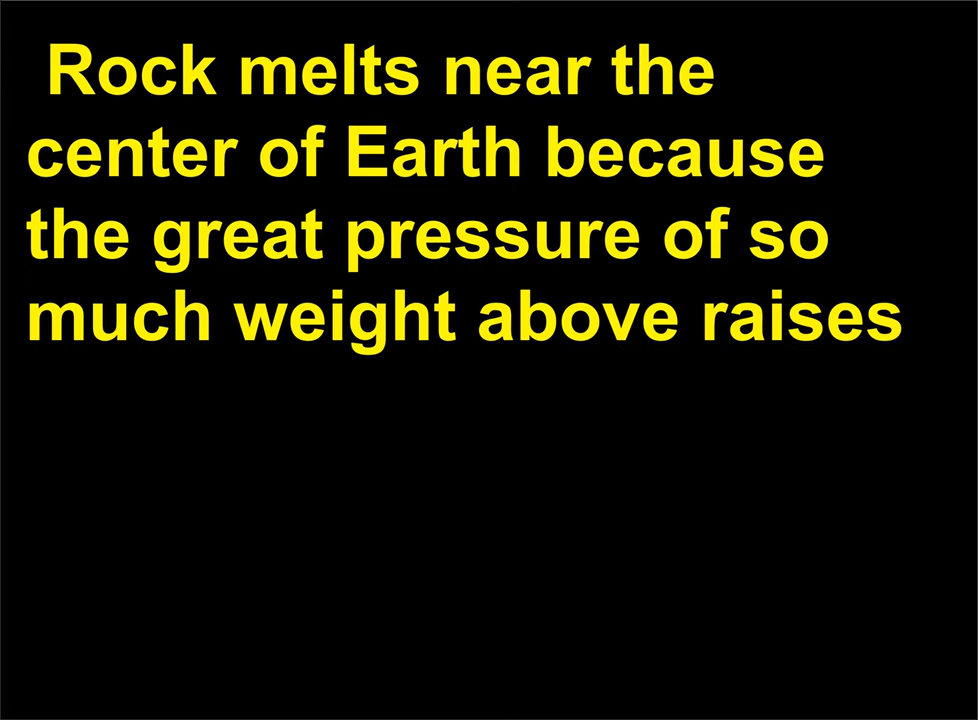 Rock melts near the
center of Earth because
the great pressure of so
much weight above raises